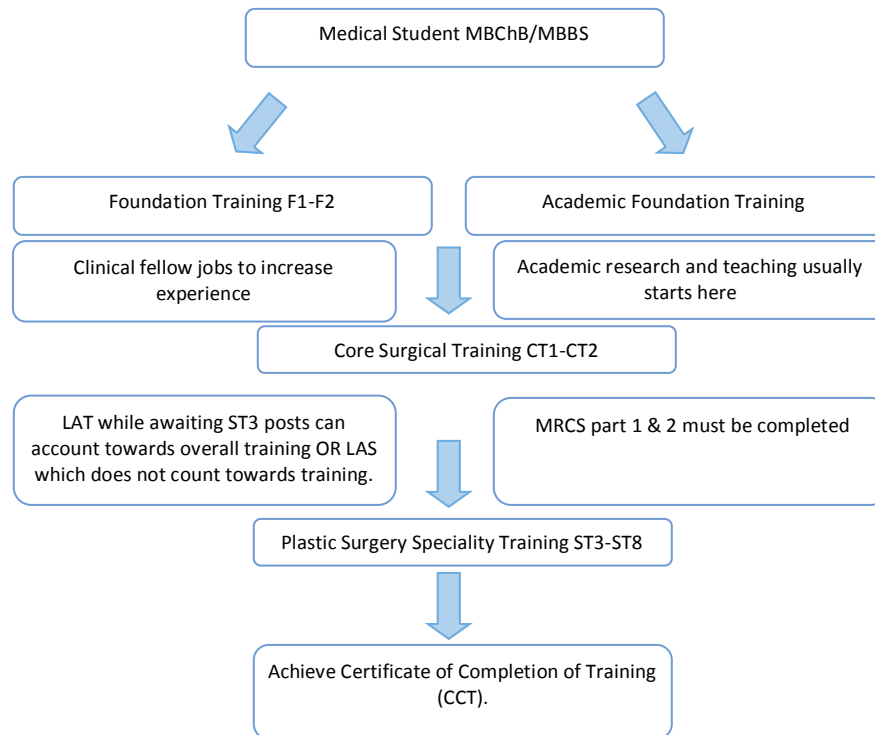 Medical Student MBChB/MBBS
Foundation Training F1-F2
Academic Foundation Training
Clinical fellow jobs to increase
experience
Academic research and teaching usually
starts here
Core Surgical Training CT1-CT2
LAT while awaiting ST3 posts can
account towards overall training OR LAS
which does not count towards training.
MRCS part 1 & 2 must be completed
Plastic Surgery Speciality Training ST3-ST8
Achieve Certificate of Completion of Training
(CCT).